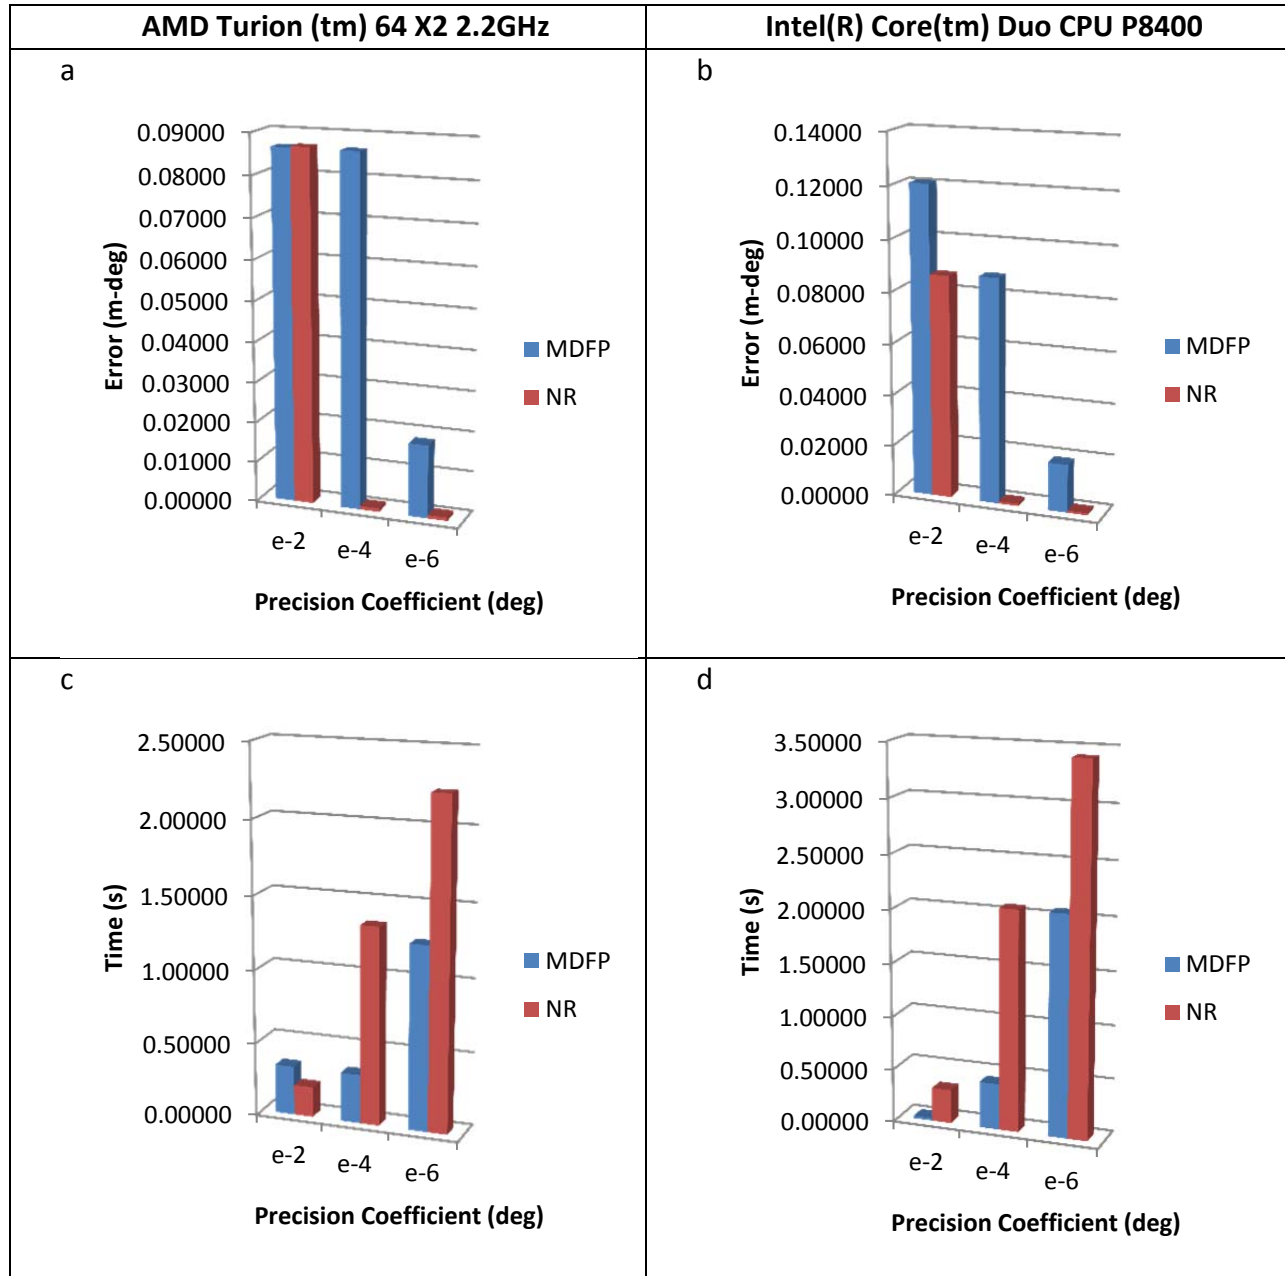 AMD Turion (tm) 64 X2 2.2GHz
Intel(R) Core(tm) Duo CPU P8400
a
0.09000
0.08000
0.07000
0.06000
0.05000
0.04000
0.03000
0.02000
0.01000
0.00000
Error (m-deg)
e-2
e-4
e-6
Precision Coefficient (deg)
MDFP
NR
b
0.14000
0.12000
0.10000
0.08000
0.06000
0.04000
0.02000
0.00000
Error (m-deg)
e-2
e-4
e-6
Precision Coefficient (deg)
MDFP
NR
c
2.50000
2.00000
1.50000
1.00000
0.50000
0.00000
Time (s)
e-2
e-4
e-6
Precision Coefficient (deg)
MDFP
NR
d
3.50000
3.00000
2.50000
2.00000
1.50000
1.00000
0.50000
0.00000
Time (s)
e-2
e-4
e-6
Precision Coefficient (deg)
MDFP
NR